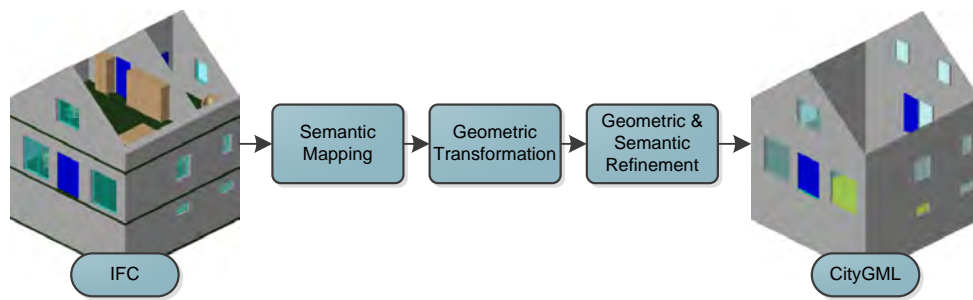 Semantic
Mapping
Geometric
Transformation
Geometric &
Semantic
Refinement
IFC
CityGML